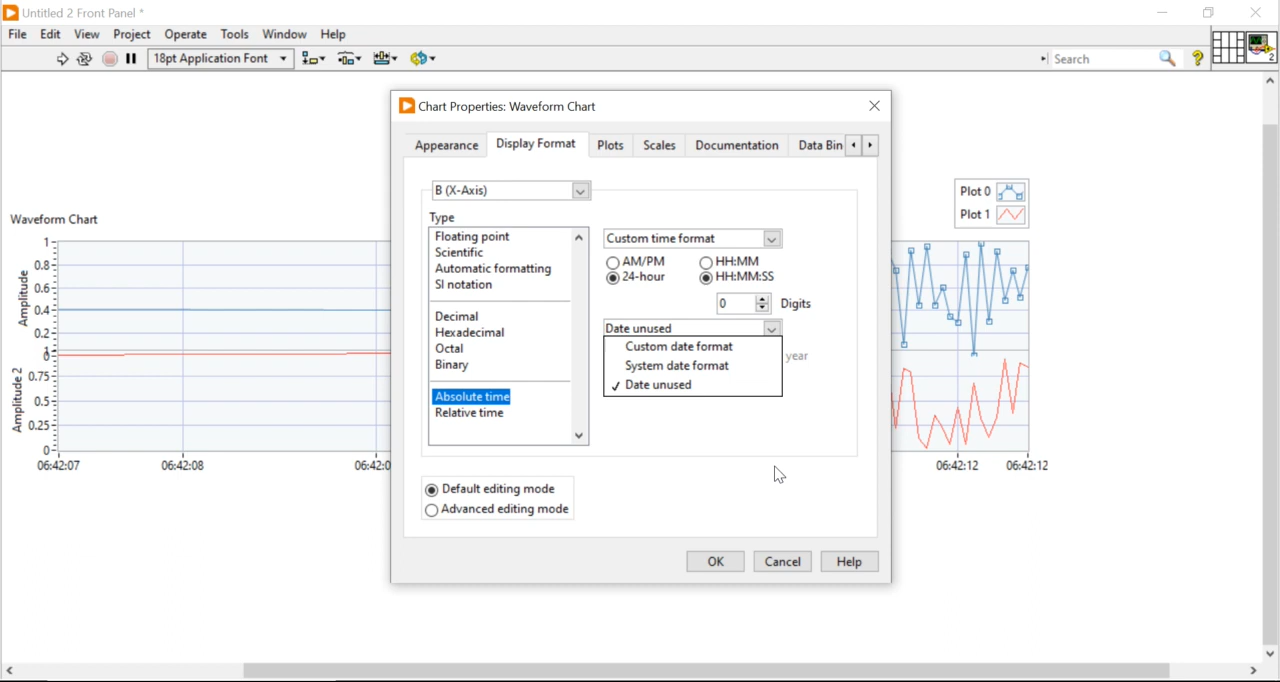 Untitled 2 Front Panel *
File Edit View Project Operate Tools Window Help
18pt Application Font
Search
2
Chart Properties: Waveform Chart
Appearance Display Format Plots Scales Documentation Data Bin
B (X-Axis)
Type
Floating point
Scientific
Automatic formatting
SI notation
Decimal
Hexadecimal
Octal
Binary
Absolute time
Relative time
Custom time format
AM/PM HH:MM
24-hour HH:MM:SS
0 Digits
Date unused
Custom date format
System date format
✓ Date unused
year
Default editing mode
Advanced editing mode
OK Cancel Help
Plot 0
Plot 1
Waveform Chart
Amplitude
1
0.8
0.6
0.4
0.2
Amplitude 2
0.75
0.5
0.25
0
06:42:07 06:42:08 06:42:0 06:42:12 06:42:12